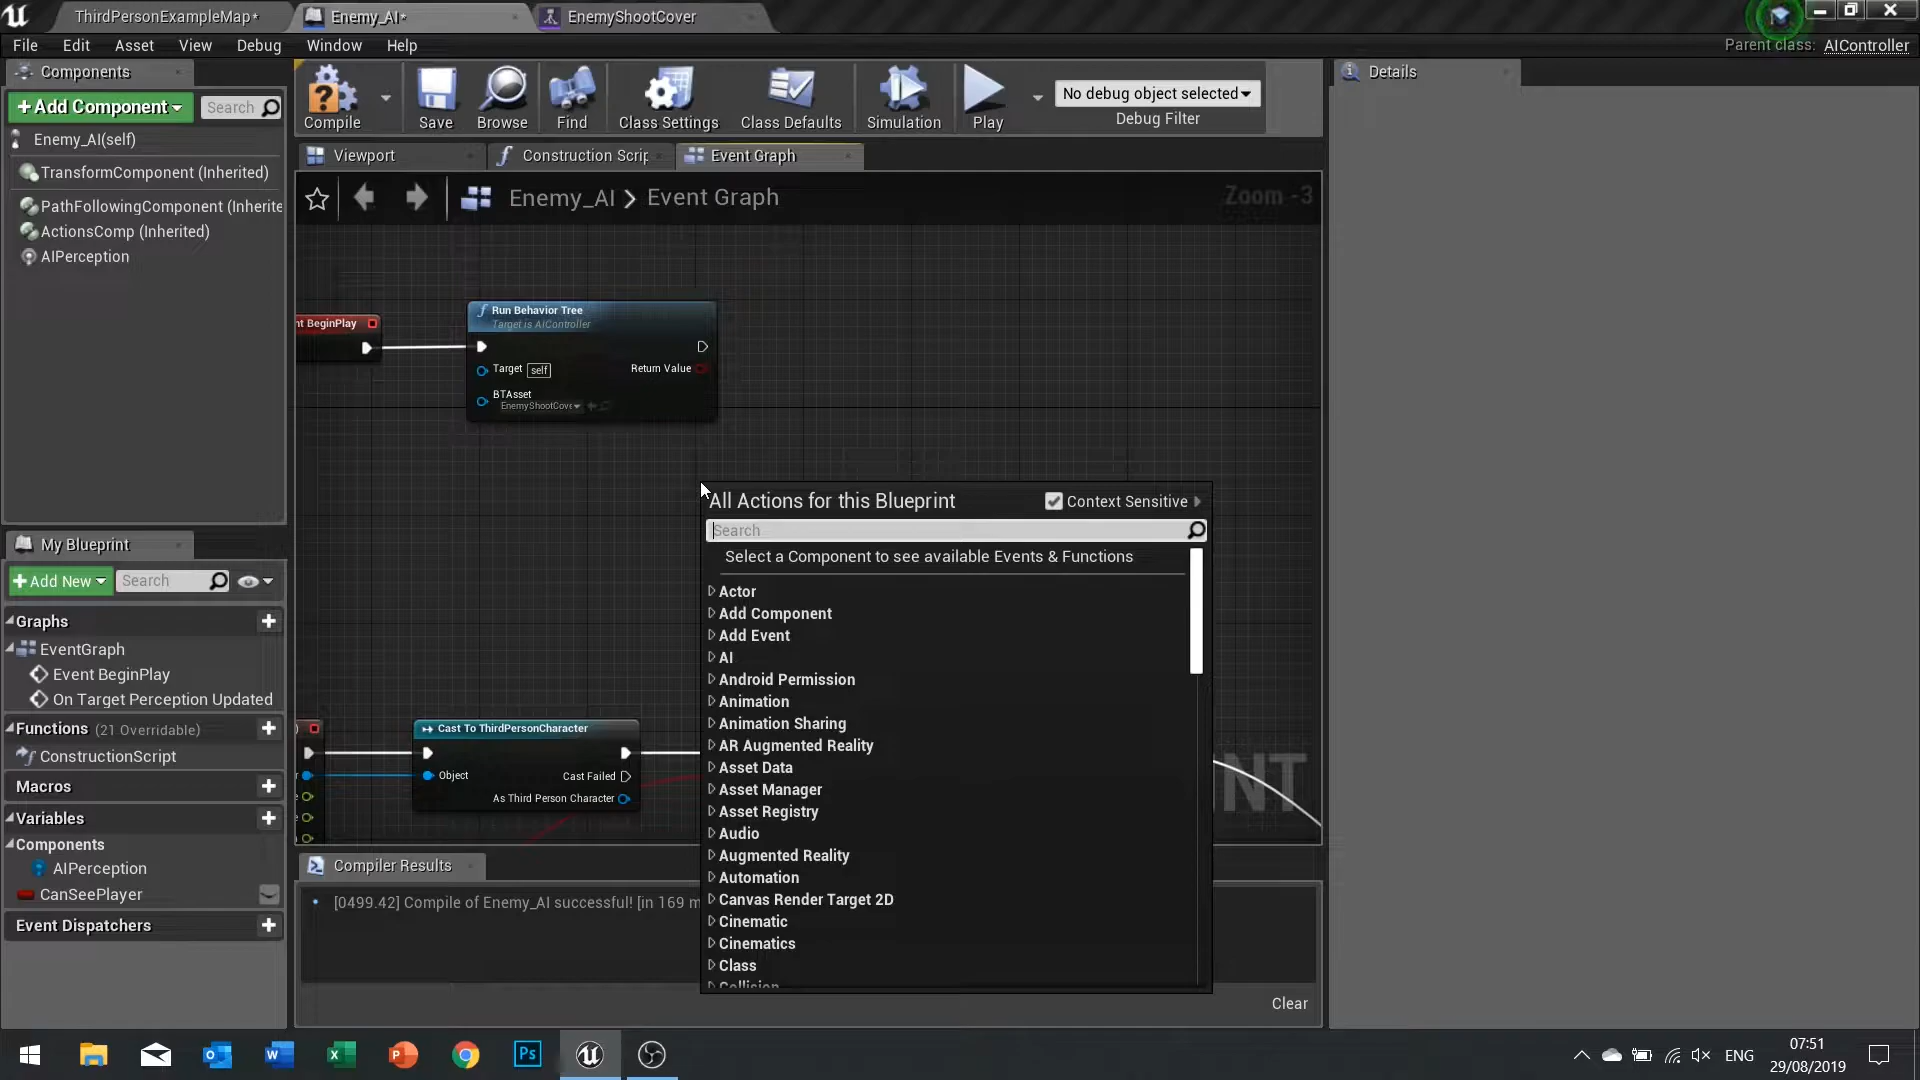 ThirdPersonExampleMap*
Enemy_AI*
EnemyShootCover
File
Edit
Asset
View
Debug
Window
Help
Parent class: AIController
Components
Add Component
Search
Enemy_AI(self)
TransformComponent (Inherited)
PathFollowingComponent (Inherite
ActionsComp (Inherited)
AIPerception
Compile
Save
Browse
Find
Class Settings
Class Defaults
Simulation
Play
No debug object selected
Debug Filter
Details
Viewport
Construction Scrip
Event Graph
Enemy_AI > Event Graph
Zoom -3
nt BeginPlay
Run Behavior Tree
Target is AIController
Target self
Return Value
BTAsset
EnemyShootCove
All Actions for this Blueprint
Context Sensitive
Search
Select a Component to see available Events & Functions
Actor
Add Component
Add Event
AI
Android Permission
Animation
Animation Sharing
AR Augmented Reality
Asset Data
Asset Manager
Asset Registry
Audio
Augmented Reality
Automation
Canvas Render Target 2D
Cinematic
Cinematics
Class
Collision
My Blueprint
Add New
Search
Graphs
EventGraph
Event BeginPlay
On Target Perception Updated
Functions (21 Overridable)
ConstructionScript
Macros
Variables
Components
AIPerception
CanSeePlayer
Event Dispatchers
Cast To ThirdPersonCharacter
Object
Cast Failed
As Third Person Character
NT
Compiler Results
[0499.42] Compile of Enemy_AI successful! [in 169 m
Clear
ENG
07:51
29/08/2019